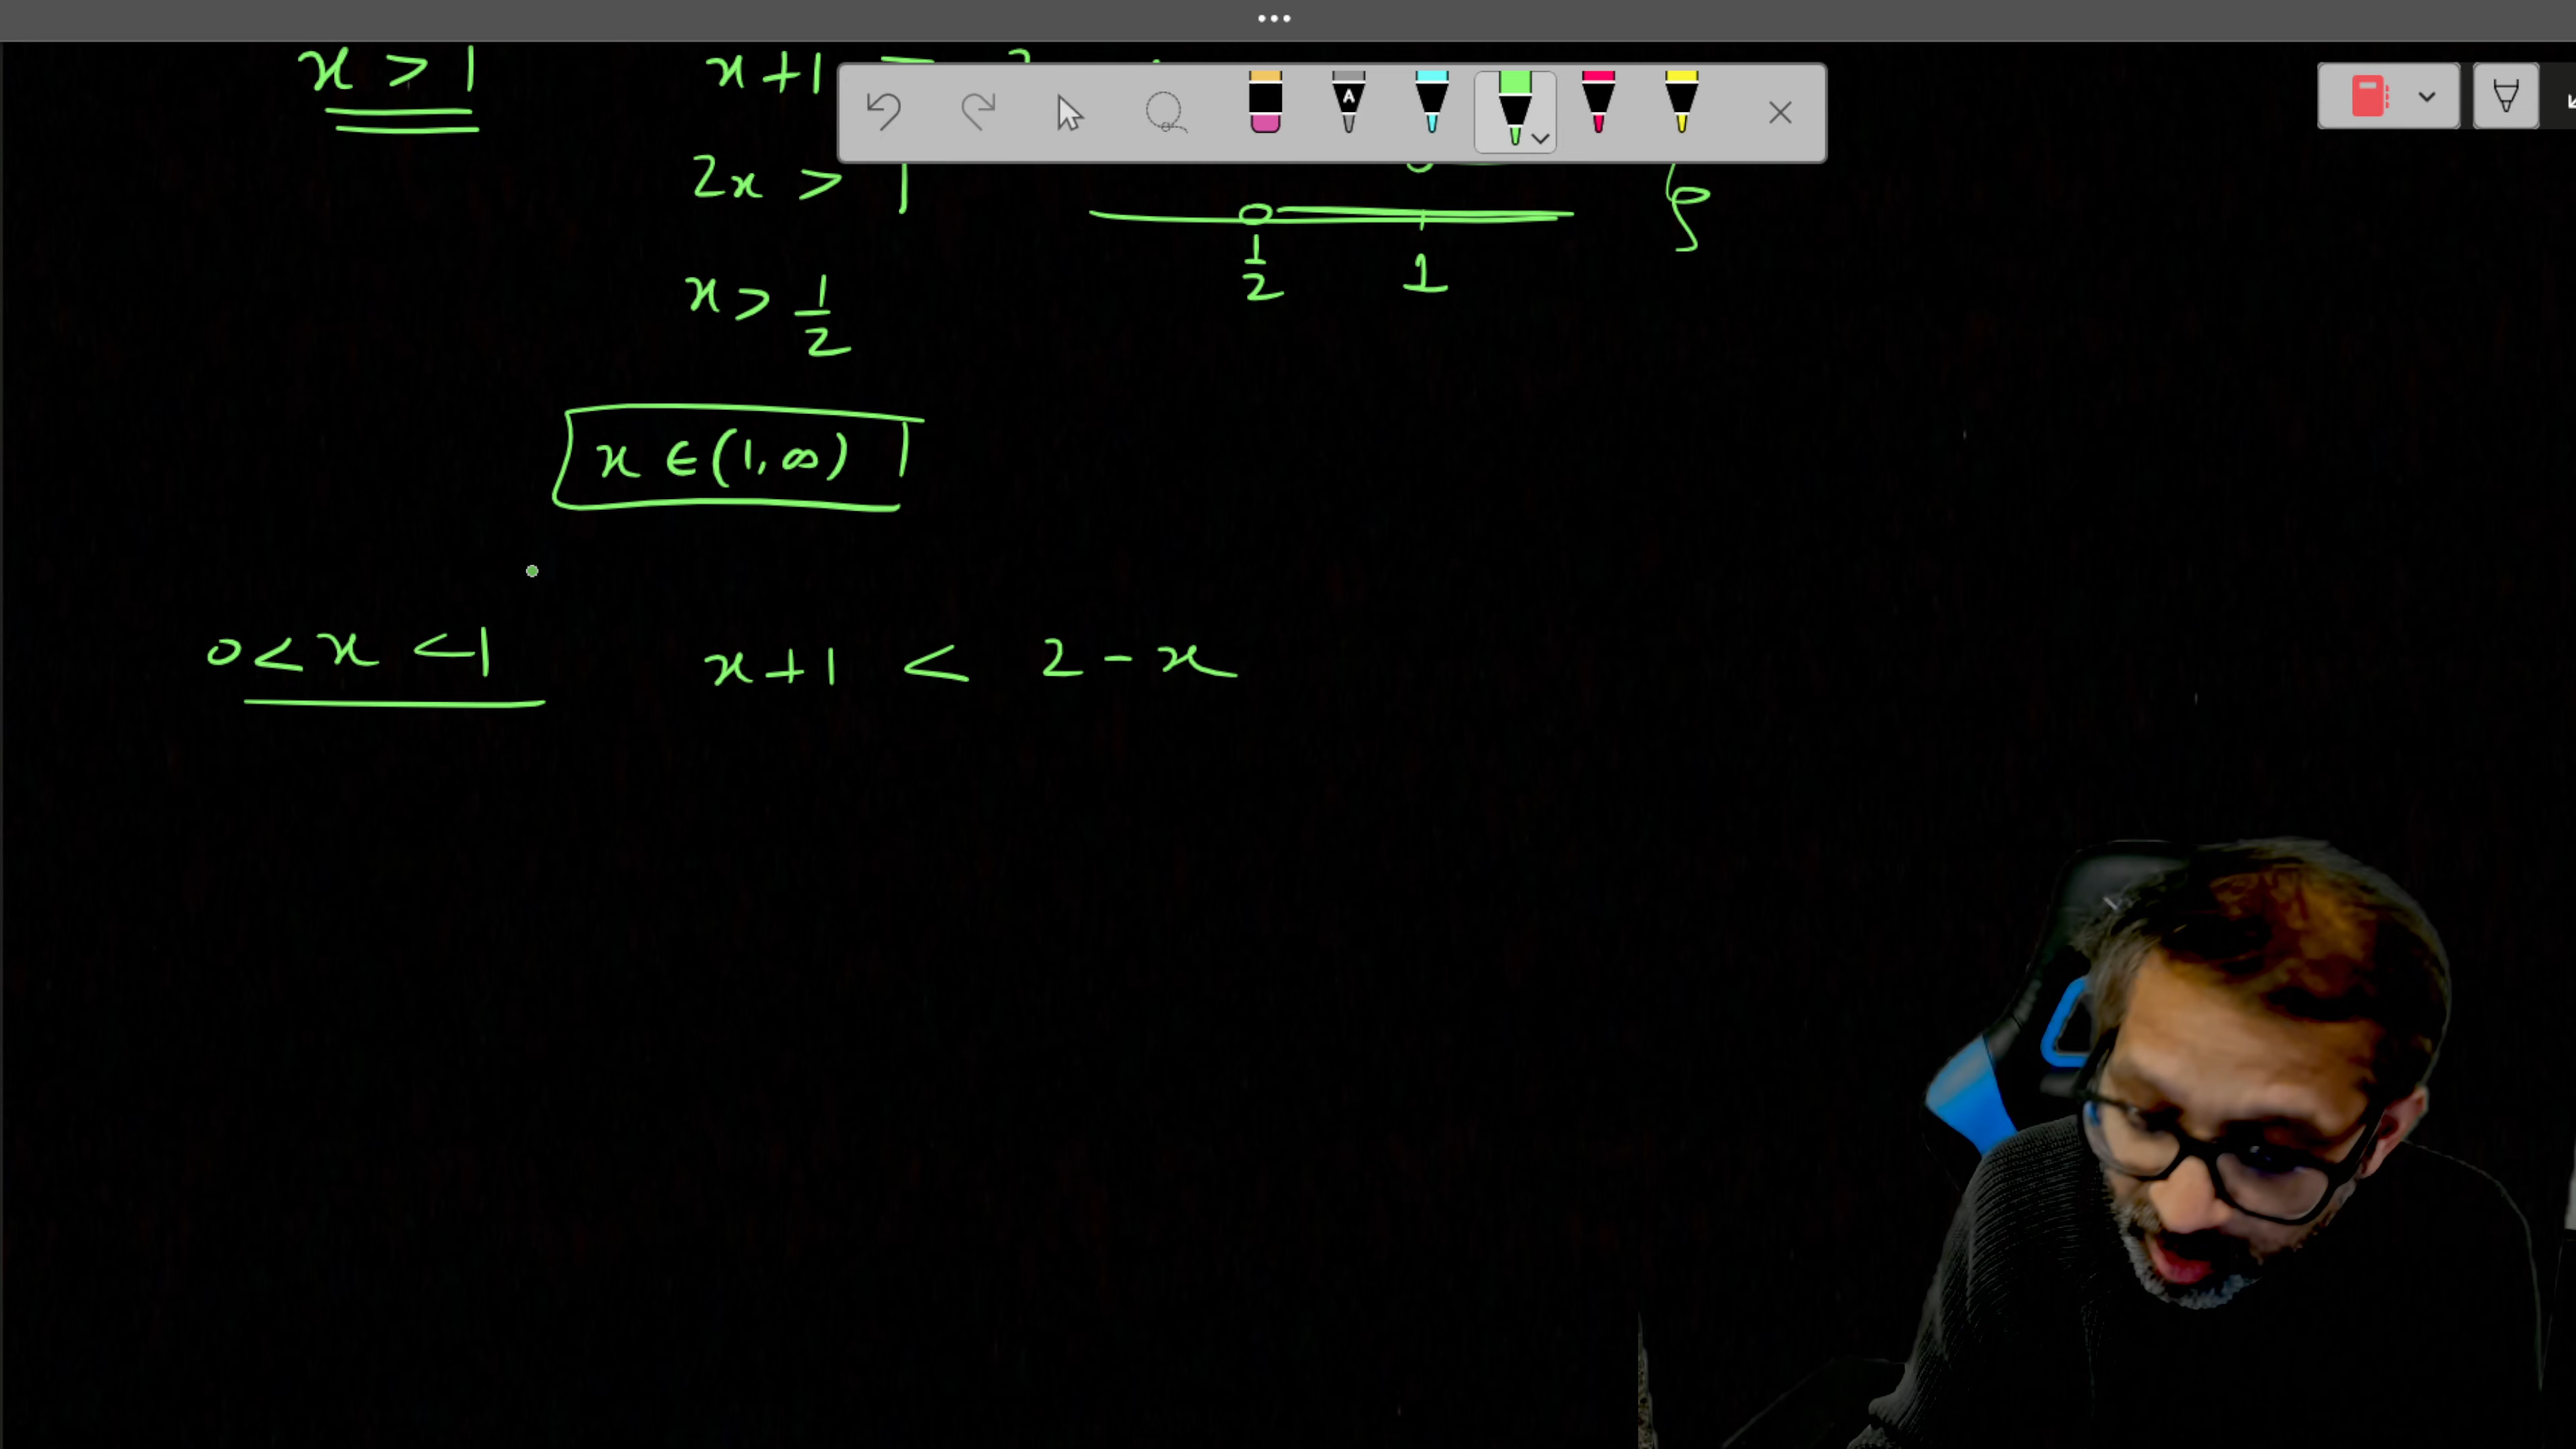 x > 1
x+1
2x > 1
1/2 1
x > 1/2
x ∈ (1, ∞)
0 < x < 1 x+1 < 2 - x
A